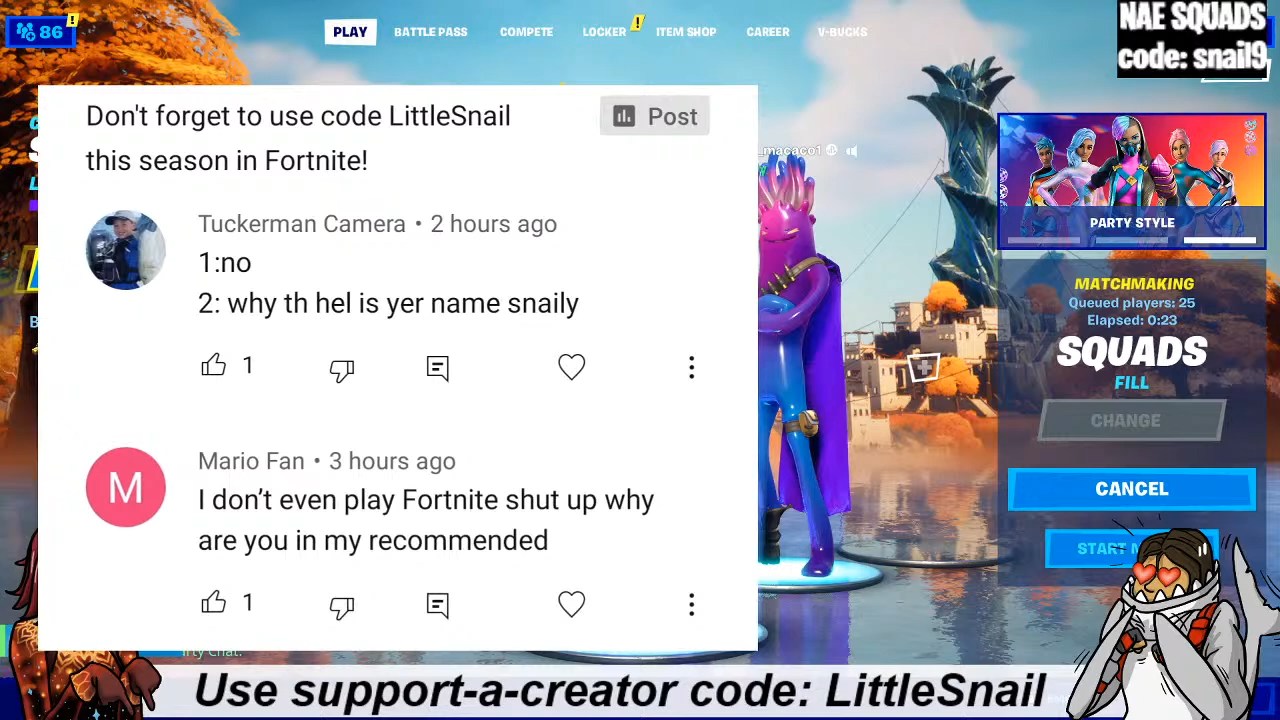 86
PLAY
BATTLE PASS
COMPETE
LOCKER
ITEM SHOP
CAREER
V-BUCKS
NAE SQUADS
code: snail9
Don't forget to use code LittleSnail
this season in Fortnite!
Post
Tuckerman Camera • 2 hours ago
1:no
2: why th hel is yer name snaily
1
M
Mario Fan • 3 hours ago
I don’t even play Fortnite shut up why
are you in my recommended
1
_macaco1
PARTY STYLE
MATCHMAKING
Queued players: 25
Elapsed: 0:23
SQUADS
FILL
CHANGE
CANCEL
START
Chat:
Use support-a-creator code: LittleSnail